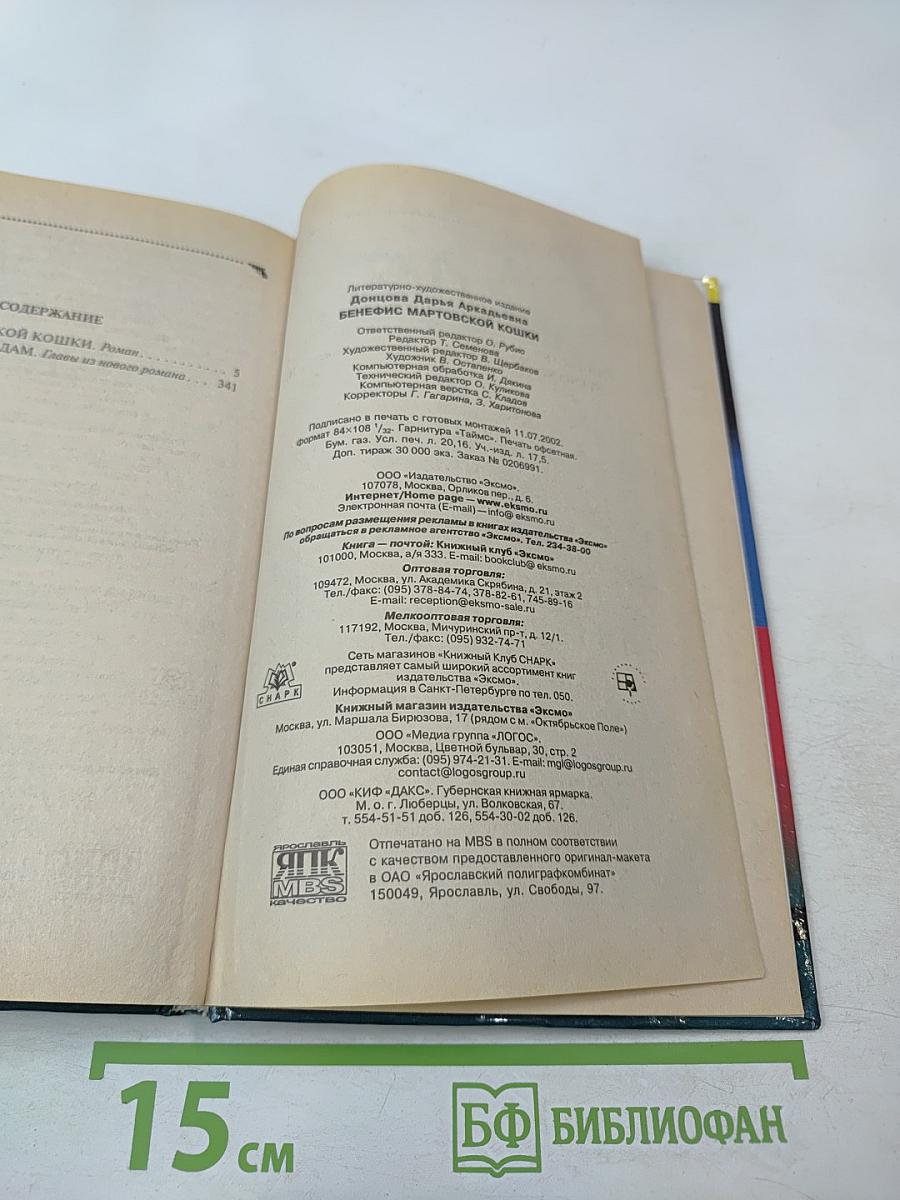 СОДЕРЖАНИЕ
КОЙ КОШКИ. Роман . . . . . . . . . . 5
ДАМ. Главы из нового романа . . . 341
Литературно-художественное издание
Донцова Дарья Аркадьевна
БЕНЕФИС МАРТОВСКОЙ КОШКИ
Ответственный редактор О. Рубис
Редактор Т. Семенова
Художественный редактор В. Щербаков
Художник В. Остапенко
Компьютерная обработка И. Дякина
Технический редактор О. Куликова
Компьютерная верстка С. Кладов
Корректоры Г. Гагарина, З. Харитонова
Подписано в печать с готовых монтажей 11.07.2002.
Формат 84×108 1/32. Гарнитура «Таймс». Печать офсетная.
Бум. газ. Усл. печ. л. 20,16. Уч.-изд. л. 17,5.
Доп. тираж 30 000 экз. Заказ № 0206991.
ООО «Издательство «Эксмо».
107078, Москва, Орликов пер., д. 6.
Интернет/Home page — www.eksmo.ru
Электронная почта (E-mail) — info@ eksmo.ru
По вопросам размещения рекламы в книгах издательства «Эксмо»
обращаться в рекламное агентство «Эксмо». Тел. 234-38-00
Книга — почтой: Книжный клуб «Эксмо»
101000, Москва, а/я 333. E-mail: bookclub@ eksmo.ru
Оптовая торговля:
109472, Москва, ул. Академика Скрябина, д. 21, этаж 2
Тел./факс: (095) 378-84-74, 378-82-61, 745-89-16
E-mail: reception@eksmo-sale.ru
Мелкооптовая торговля:
117192, Москва, Мичуринский пр-т, д. 12/1.
Тел./факс: (095) 932-74-71
Сеть магазинов «Книжный Клуб СНАРК»
представляет самый широкий ассортимент книг
издательства «Эксмо».
Информация в Санкт-Петербурге по тел. 050.
СНАРК
Книжный магазин издательства «Эксмо»
Москва, ул. Маршала Бирюзова, 17 (рядом с м. «Октябрьское Поле»)
ООО «Медиа группа «ЛОГОС».
103051, Москва, Цветной бульвар, 30, стр. 2
Единая справочная служба: (095) 974-21-31. E-mail: mgl@logosgroup.ru
contact@logosgroup.ru
ООО «КИФ «ДАКС». Губернская книжная ярмарка.
М. о. г. Люберцы, ул. Волковская, 67.
т. 554-51-51 доб. 126, 554-30-02 доб. 126.
ЯРОСЛАВЛЬ
ЯПК
MBS
КАЧЕСТВО
Отпечатано на MBS в полном соответствии
с качеством предоставленного оригинал-макета
в ОАО «Ярославский полиграфкомбинат»
150049, Ярославль, ул. Свободы, 97.
15 см
БФ БИБЛИОФАН